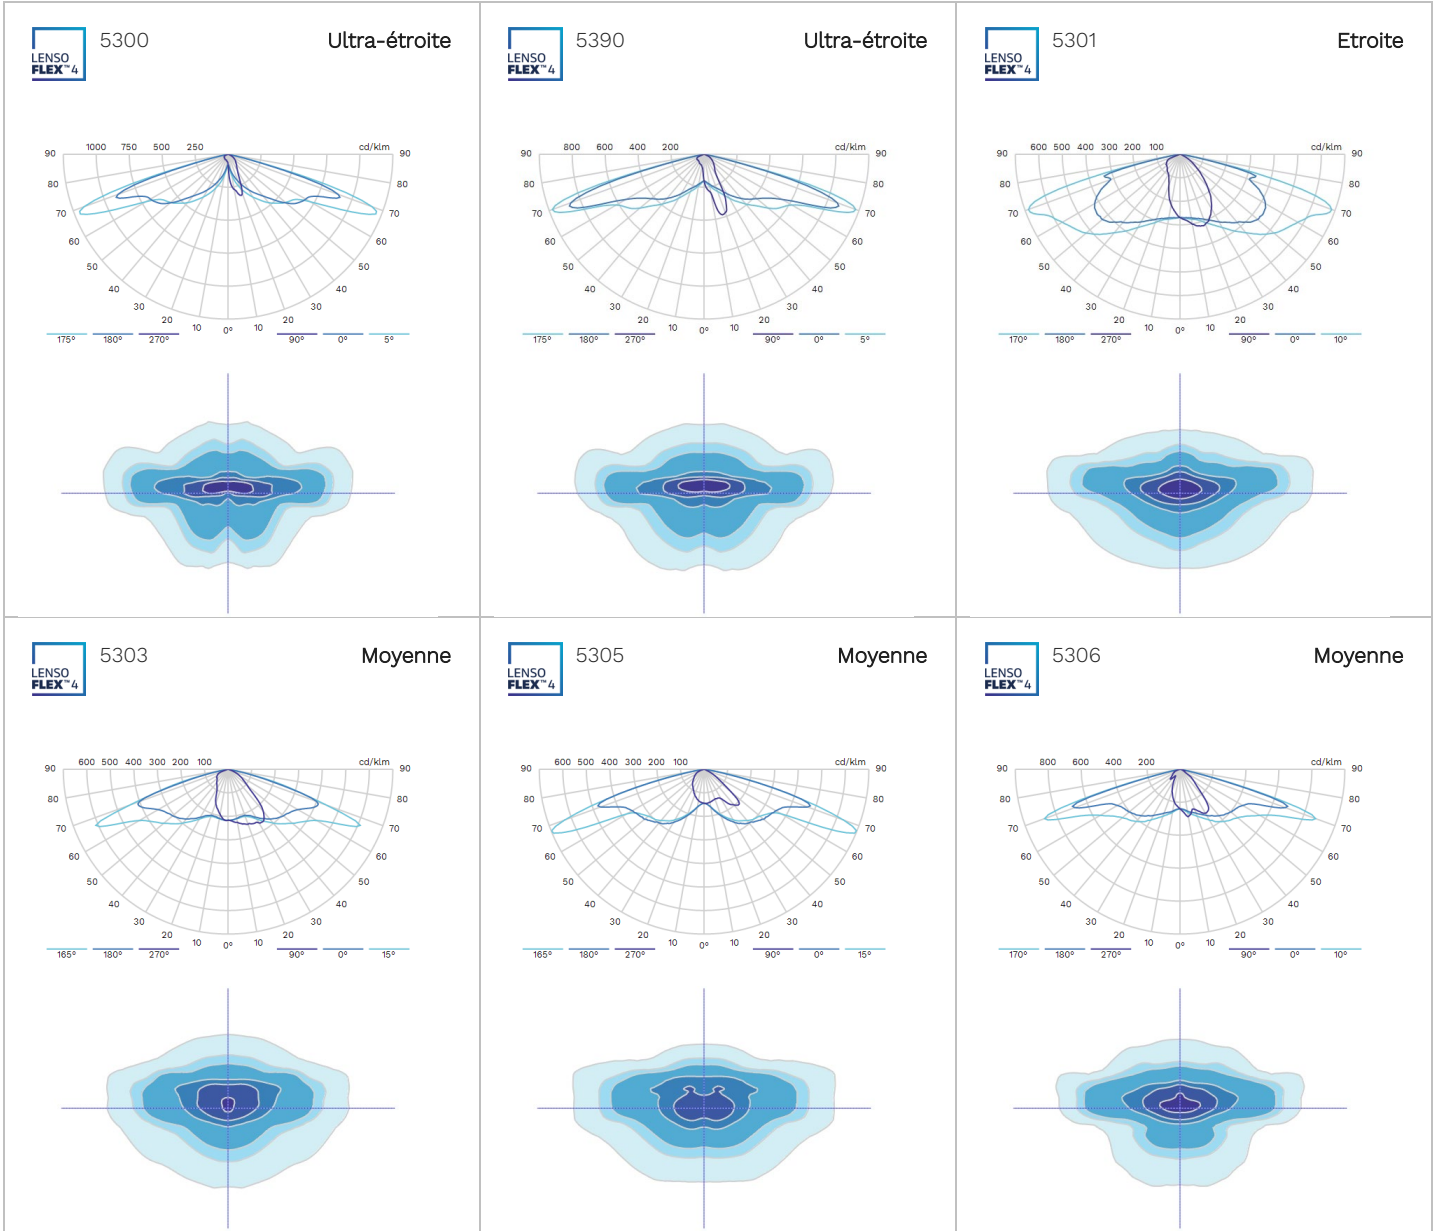 5300 Ultra-étroite
LENSO
FLEX™4
1000 750 500 250 cd/klm
90 90
80 80
70 70
60 60
50 50
40 40
30 30
20 10 0° 10 20
175° 180° 270° 90° 0° 5°
5390 Ultra-étroite
LENSO
FLEX™4
800 600 400 200 cd/klm
90 90
80 80
70 70
60 60
50 50
40 40
30 30
20 10 0° 10 20
175° 180° 270° 90° 0° 5°
5301 Etroite
LENSO
FLEX™4
600 500 400 300 200 100 cd/klm
90 90
80 80
70 70
60 60
50 50
40 40
30 30
20 10 0° 10 20
170° 180° 270° 90° 0° 10°
5303 Moyenne
LENSO
FLEX™4
600 500 400 300 200 100 cd/klm
90 90
80 80
70 70
60 60
50 50
40 40
30 30
20 10 0° 10 20
165° 180° 270° 90° 0° 15°
5305 Moyenne
LENSO
FLEX™4
600 500 400 300 200 100 cd/klm
90 90
80 80
70 70
60 60
50 50
40 40
30 30
20 10 0° 10 20
165° 180° 270° 90° 0° 15°
5306 Moyenne
LENSO
FLEX™4
800 600 400 200 cd/klm
90 90
80 80
70 70
60 60
50 50
40 40
30 30
20 10 0° 10 20
170° 180° 270° 90° 0° 10°